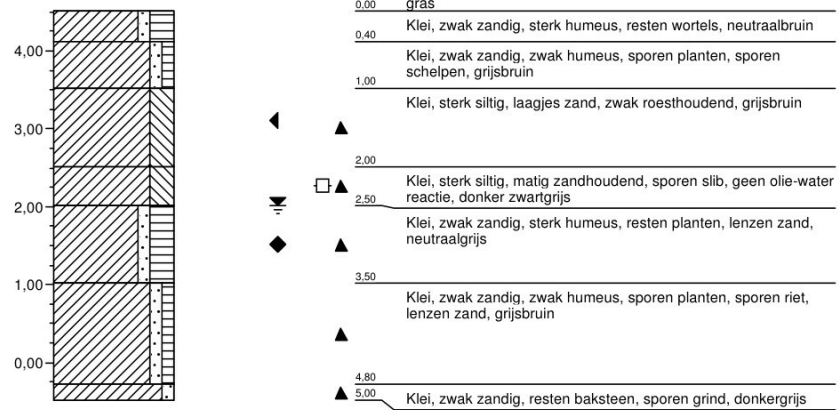 gras
0,00
Klei, zwak zandig, sterk humeus, resten wortels, neutraalbruin
0,40
4,00
Klei, zwak zandig, zwak humeus, sporen planten, sporen
schelpen, grijsbruin
1,00
Klei, sterk siltig, laagjes zand, zwak roesthoudend, grijsbruin
3,00
2,00
Klei, sterk siltig, matig zandhoudend, sporen slib, geen olie-water
reactie, donker zwartgrijs
2,00
2,50
Klei, zwak zandig, sterk humeus, resten planten, lenzen zand,
neutraalgrijs
1,00
3,50
Klei, zwak zandig, zwak humeus, sporen planten, sporen riet,
lenzen zand, grijsbruin
0,00
4,80
5,00
Klei, zwak zandig, resten baksteen, sporen grind, donkergrijs